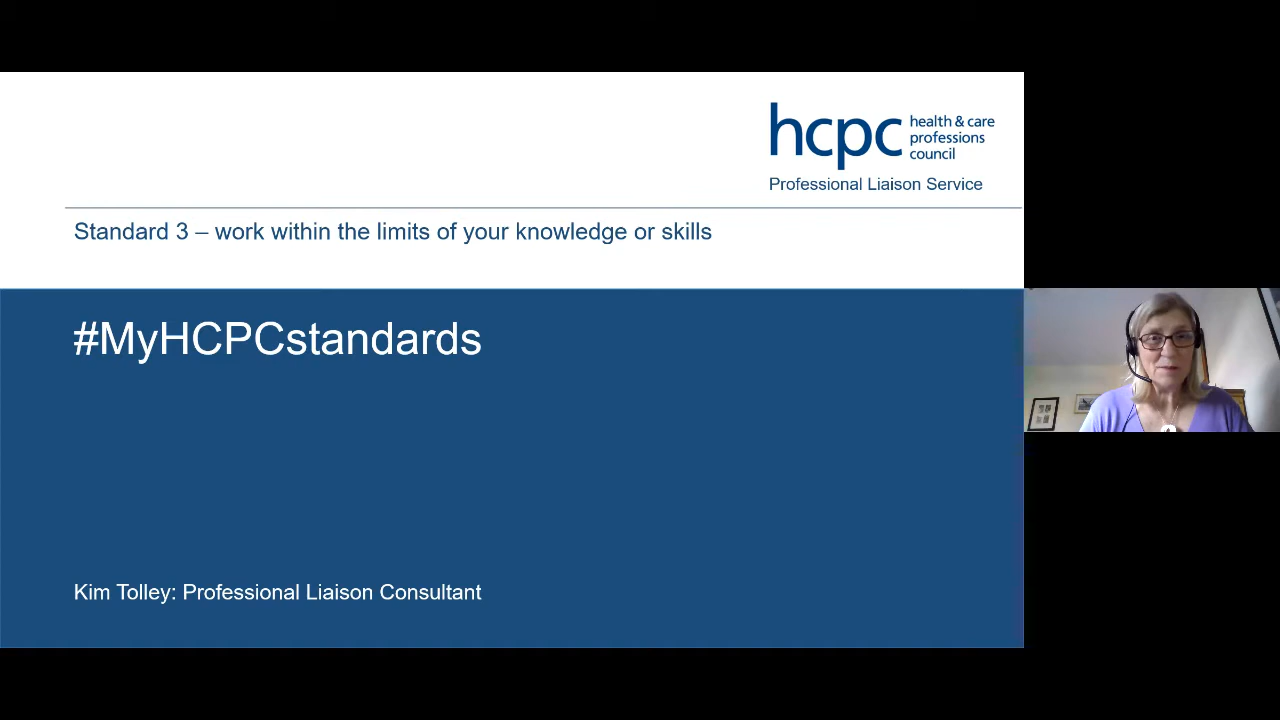 hcpc
health & care
professions
council
Professional Liaison Service
Standard 3 – work within the limits of your knowledge or skills
#MyHCPCstandards
Kim Tolley: Professional Liaison Consultant